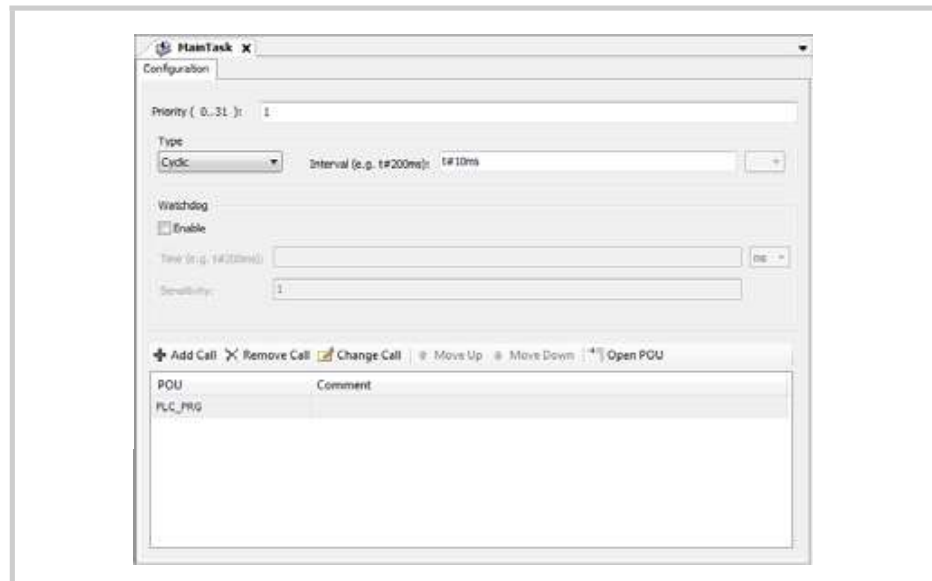 MainTask X
Configuration
Priority ( 0..31 ): 1
Type
Cyclic Interval (e.g. t#200ms): t#10ms
Watchdog
Enable
Time (e.g. t#200ms): ms
Sensitivity: 1
Add Call Remove Call Change Call Move Up Move Down Open POU
POU Comment
PLC_PRG